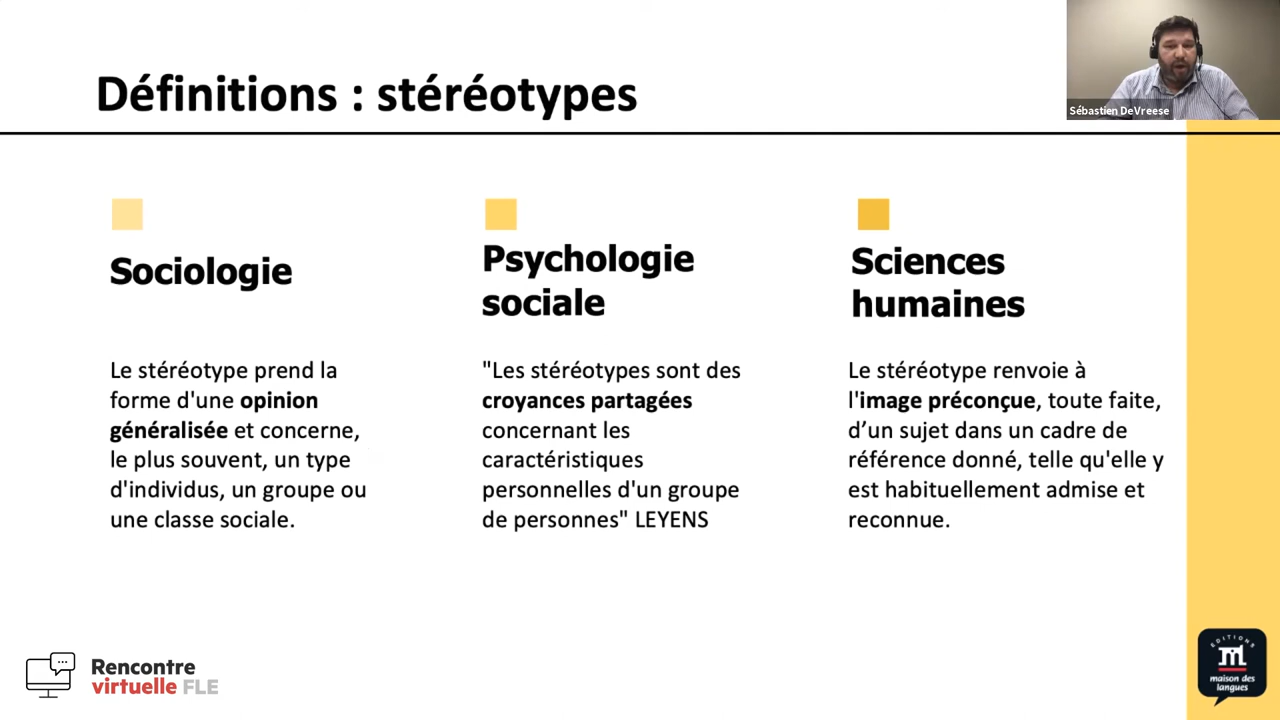 Définitions : stéréotypes
Sébastien DeVreese
Sociologie
Le stéréotype prend la
forme d'une opinion
généralisée et concerne,
le plus souvent, un type
d'individus, un groupe ou
une classe sociale.
Psychologie
sociale
"Les stéréotypes sont des
croyances partagées
concernant les
caractéristiques
personnelles d'un groupe
de personnes" LEYENS
Sciences
humaines
Le stéréotype renvoie à
l'image préconçue, toute faite,
d’un sujet dans un cadre de
référence donné, telle qu'elle y
est habituellement admise et
reconnue.
Rencontre
virtuelle FLE
EDITIONS
maison des
langues